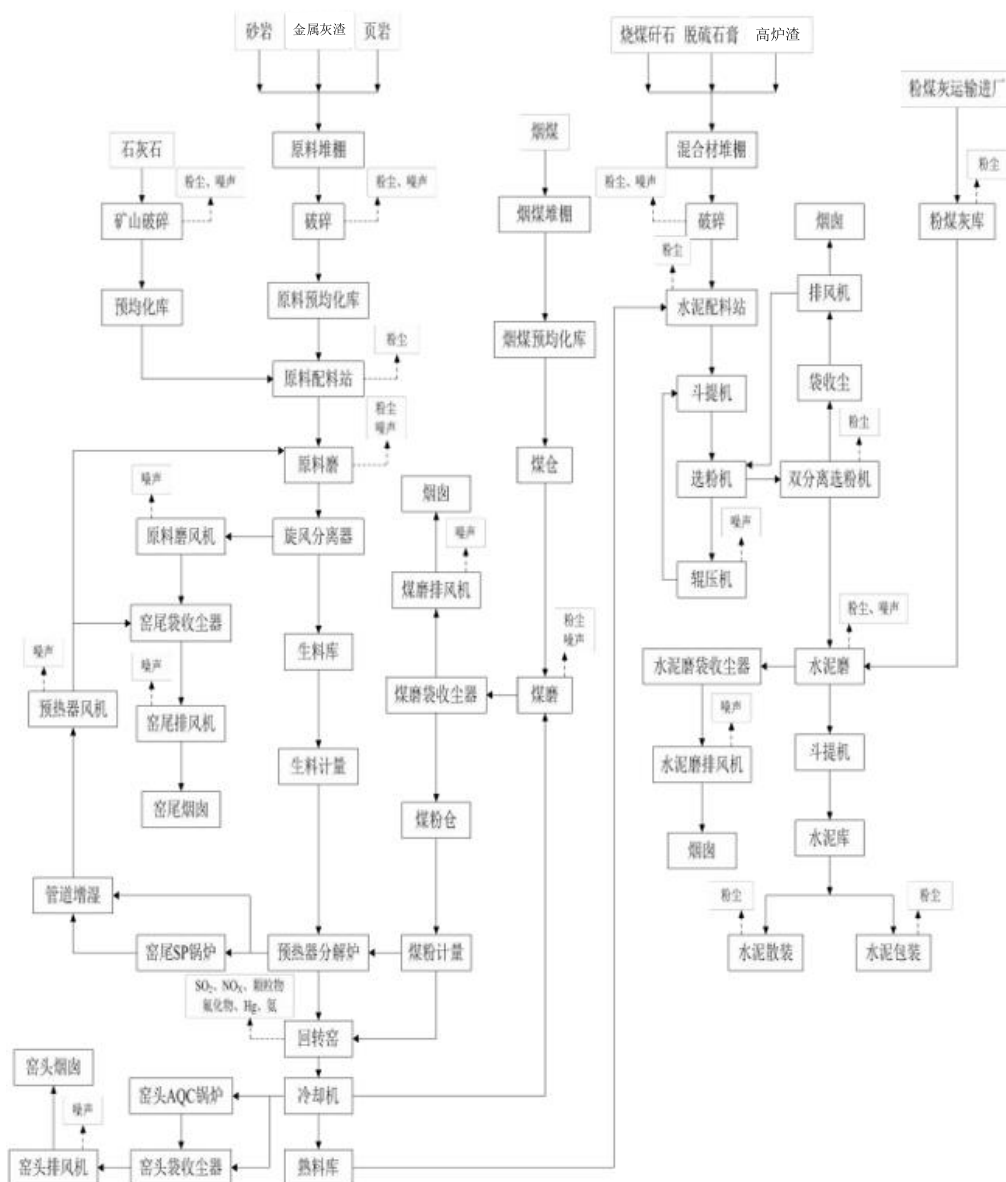 砂岩
金属灰渣
页岩
烧煤矸石
脱硫石膏
高炉渣
粉煤灰运输进厂
石灰石
原料堆棚
烟煤
混合材堆棚
粉尘、噪声
粉尘、噪声
粉尘、噪声
粉尘
矿山破碎
破碎
烟煤堆棚
破碎
烟囱
粉煤灰库
粉尘
预均化库
原料预均化库
水泥配料站
排风机
烟煤预均化库
粉尘
原料配料站
斗提机
袋收尘
粉尘
噪声
粉尘
原料磨
煤仓
选粉机
双分离选粉机
噪声
烟囱
原料磨风机
旋风分离器
噪声
噪声
煤磨排风机
辊压机
窑尾袋收尘器
粉尘
噪声
粉尘、噪声
噪声
噪声
生料库
水泥磨袋收尘器
水泥磨
预热器风机
窑尾排风机
煤磨袋收尘器
煤磨
噪声
生料计量
水泥磨排风机
斗提机
窑尾烟囱
煤粉仓
烟囱
水泥库
管道增湿
粉尘
粉尘
窑尾SP锅炉
预热器分解炉
煤粉计量
水泥散装
水泥包装
SO₂、NOX、颗粒物
氟化物、Hg、氨
回转窑
窑头烟囱
窑头AQC锅炉
冷却机
噪声
窑头排风机
窑头袋收尘器
熟料库